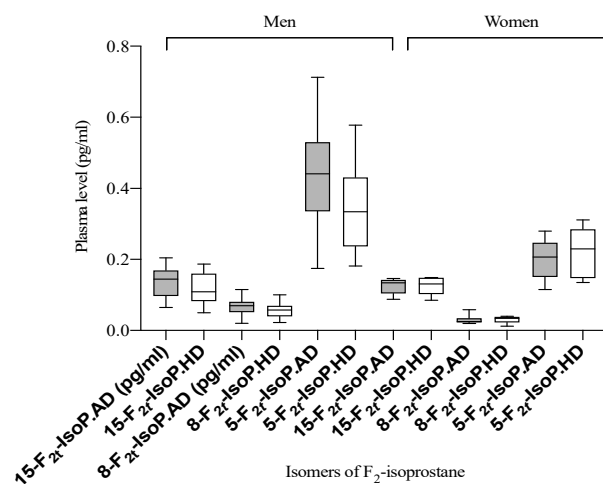 Men Women
0.8
0.6
0.4
0.2
0.0
Plasma level (pg/ml)
15-F2t-IsoP.AD (pg/ml)
15-F2t-IsoP.HD
8-F2t-IsoP.AD (pg/ml)
8-F2t-IsoP.HD
5-F2t-IsoP.AD
5-F2t-IsoP.HD
15-F2t-IsoP.AD
15-F2t-IsoP.HD
8-F2t-IsoP.AD
8-F2t-IsoP.HD
5-F2t-IsoP.AD
5-F2t-IsoP.HD
Isomers of F2-isoprostane